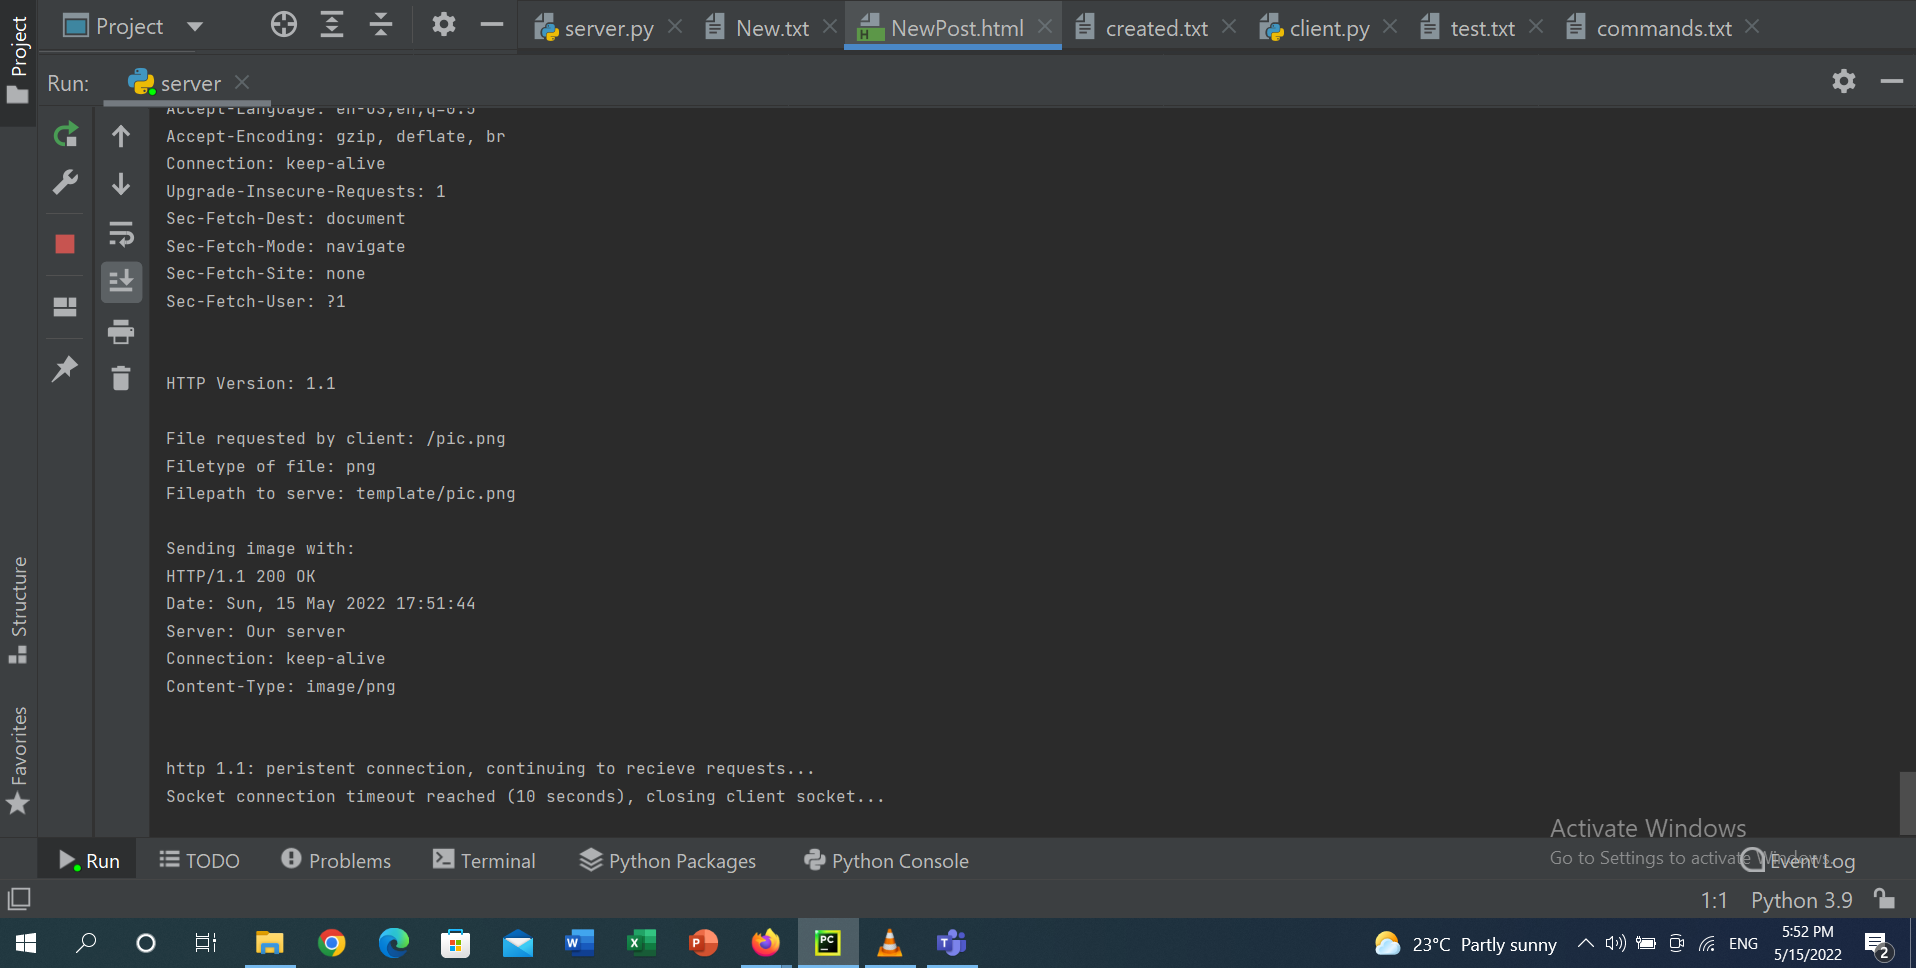 Project
server.py
New.txt
NewPost.html
created.txt
client.py
test.txt
commands.txt
Project
Run:
server
Accept-Language: en-US,en;q=0.5
Accept-Encoding: gzip, deflate, br
Connection: keep-alive
Upgrade-Insecure-Requests: 1
Sec-Fetch-Dest: document
Sec-Fetch-Mode: navigate
Sec-Fetch-Site: none
Sec-Fetch-User: ?1
HTTP Version: 1.1
File requested by client: /pic.png
Filetype of file: png
Filepath to serve: template/pic.png
Sending image with:
HTTP/1.1 200 OK
Date: Sun, 15 May 2022 17:51:44
Server: Our server
Connection: keep-alive
Content-Type: image/png
http 1.1: peristent connection, continuing to recieve requests...
Socket connection timeout reached (10 seconds), closing client socket...
Structure
Favorites
Activate Windows
Go to Settings to activate Windows.
Run
TODO
Problems
Terminal
Python Packages
Python Console
Event Log
1:1
Python 3.9
23°C Partly sunny
ENG
5:52 PM
5/15/2022
2